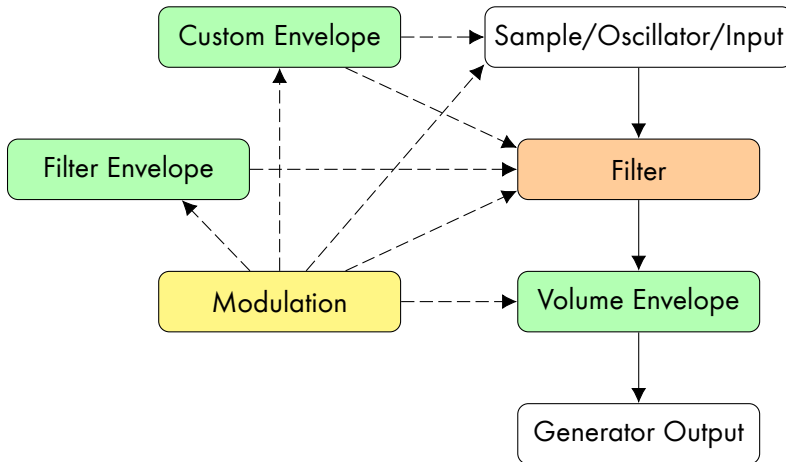 Custom Envelope
Sample/Oscillator/Input
Filter Envelope
Filter
Modulation
Volume Envelope
Generator Output